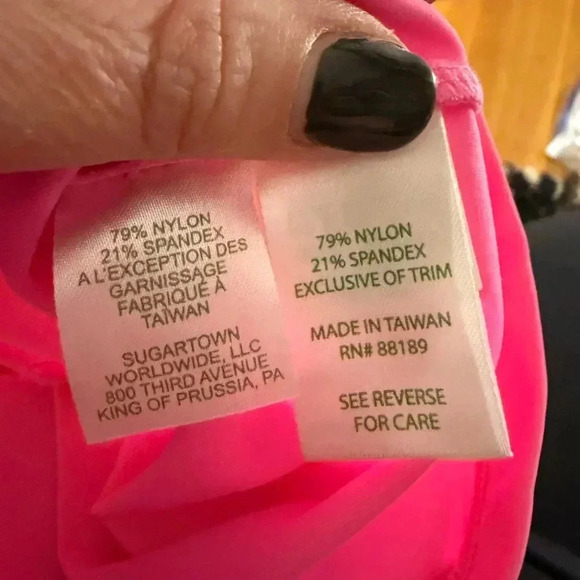 79% NYLON
21% SPANDEX
A L'EXCEPTION DES
GARNISSAGE
FABRIQUÉ À
TAÏWAN
SUGARTOWN
WORLDWIDE, LLC
800 THIRD AVENUE
KING OF PRUSSIA, PA
79% NYLON
21% SPANDEX
EXCLUSIVE OF TRIM
MADE IN TAIWAN
RN# 88189
SEE REVERSE
FOR CARE